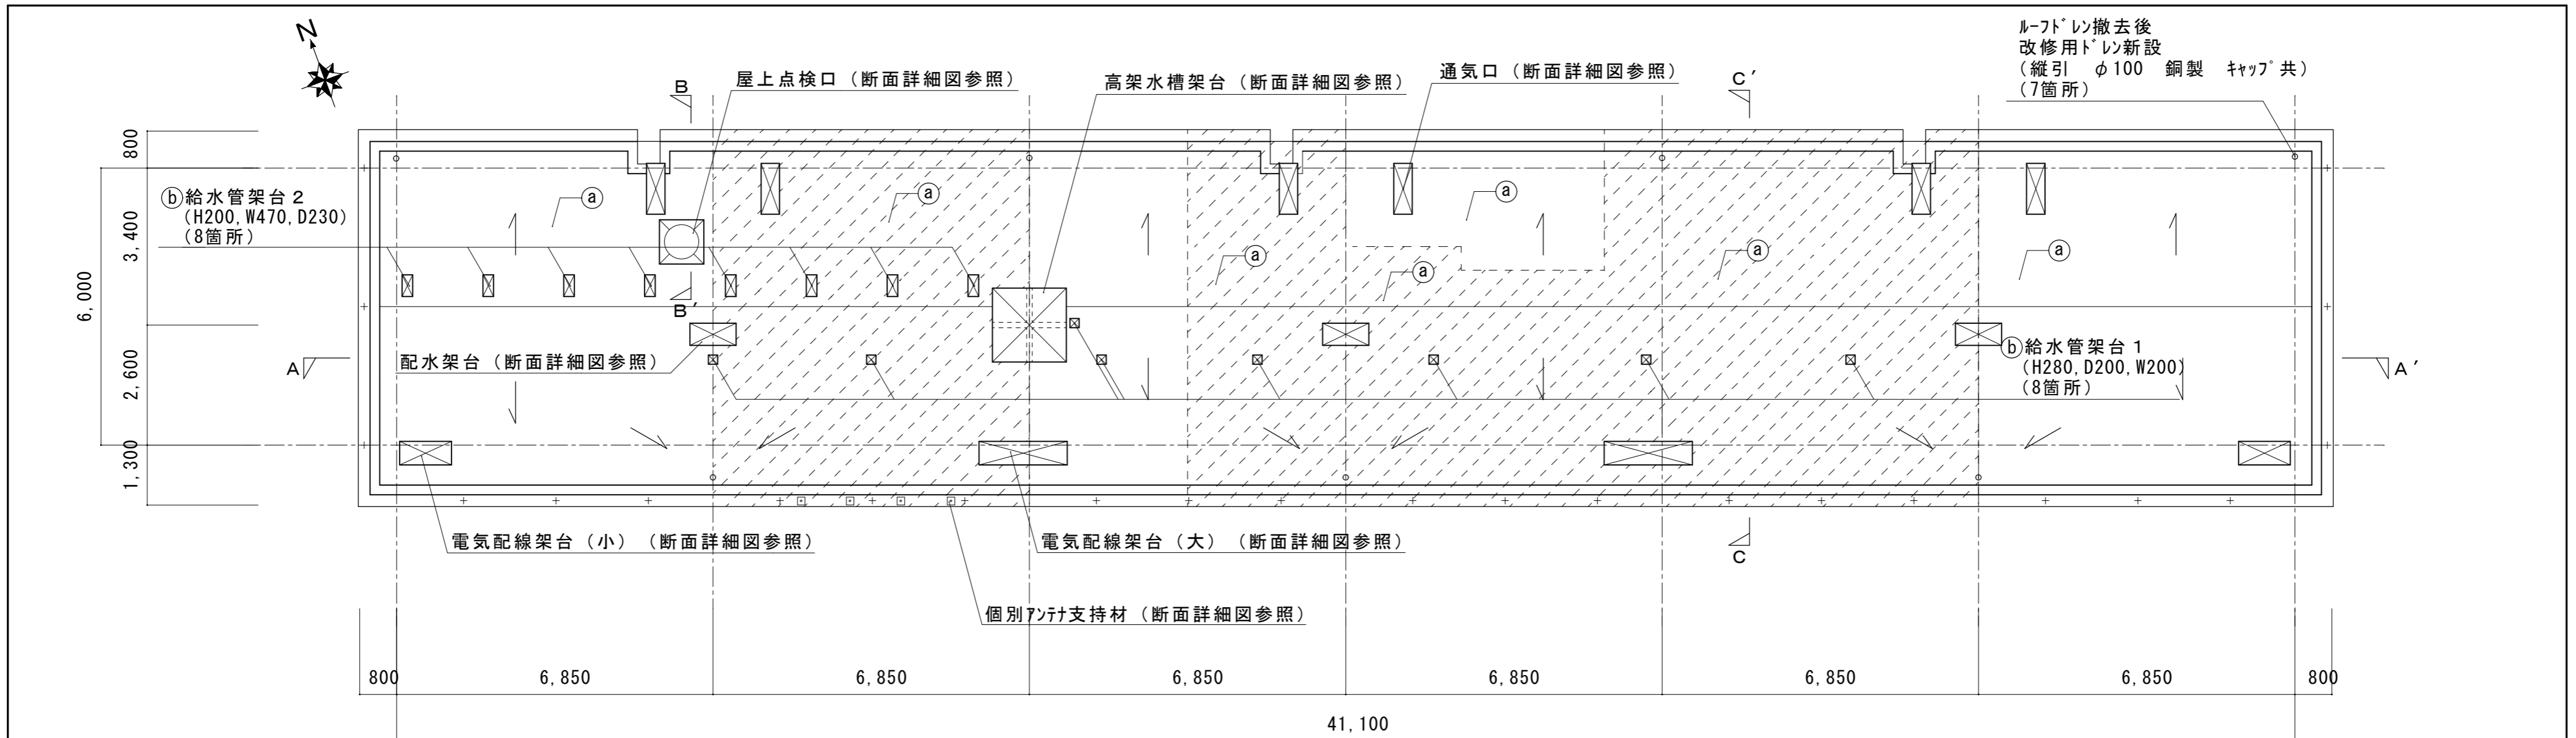 N
ﾙｰﾌﾄﾞﾚﾝ撤去後
改修用ﾄﾞﾚﾝ新設
(縦引 φ100 銅製 ｷｬｯﾌﾟ共)
(7箇所)
屋上点検口 (断面詳細図参照)
高架水槽架台 (断面詳細図参照)
通気口 (断面詳細図参照)
B
C′
800
ⓑ給水管架台２
(H200,W470,D230)
(8箇所)
ⓐ
ⓐ
ⓐ
ⓐ
ⓐ
ⓐ
ⓐ
3,400
6,000
B′
A
配水架台 (断面詳細図参照)
ⓑ給水管架台１
(H280,D200,W200)
(8箇所)
A′
2,600
1,300
電気配線架台 (小) (断面詳細図参照)
電気配線架台 (大) (断面詳細図参照)
C
個別ｱﾝﾃﾅ支持材 (断面詳細図参照)
800
6,850
6,850
6,850
6,850
6,850
6,850
800
41,100